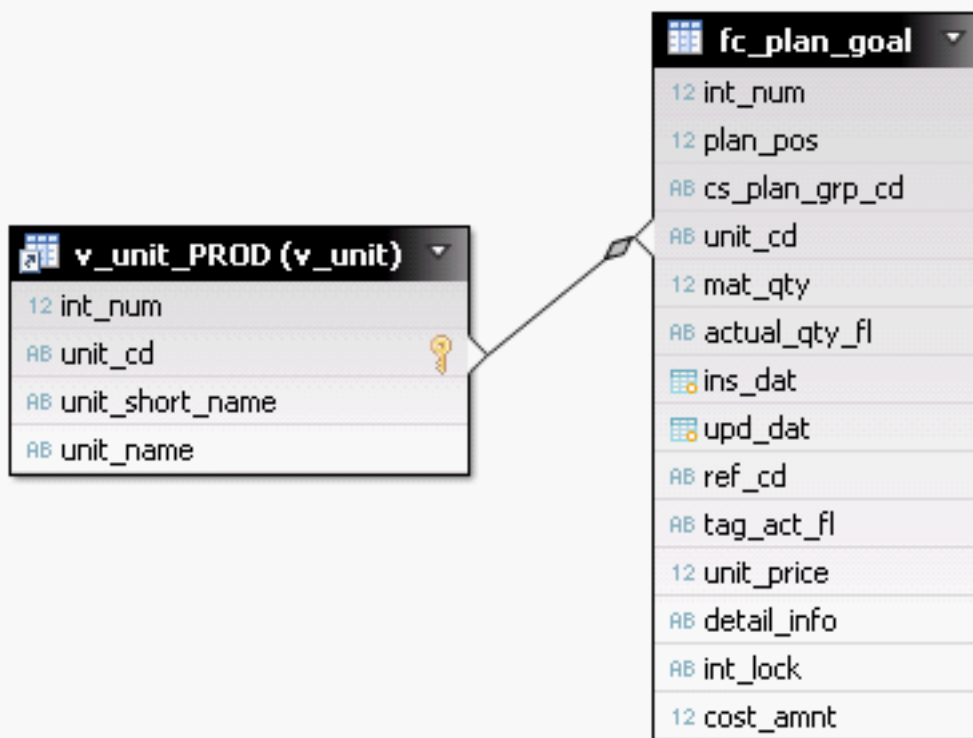 v_unit_PROD (v_unit)
12 int_num
AB unit_cd
AB unit_short_name
AB unit_name
fc_plan_goal
12 int_num
12 plan_pos
AB cs_plan_grp_cd
AB unit_cd
12 mat_qty
AB actual_qty_fl
ins_dat
upd_dat
AB ref_cd
AB tag_act_fl
12 unit_price
AB detail_info
AB int_lock
12 cost_amnt